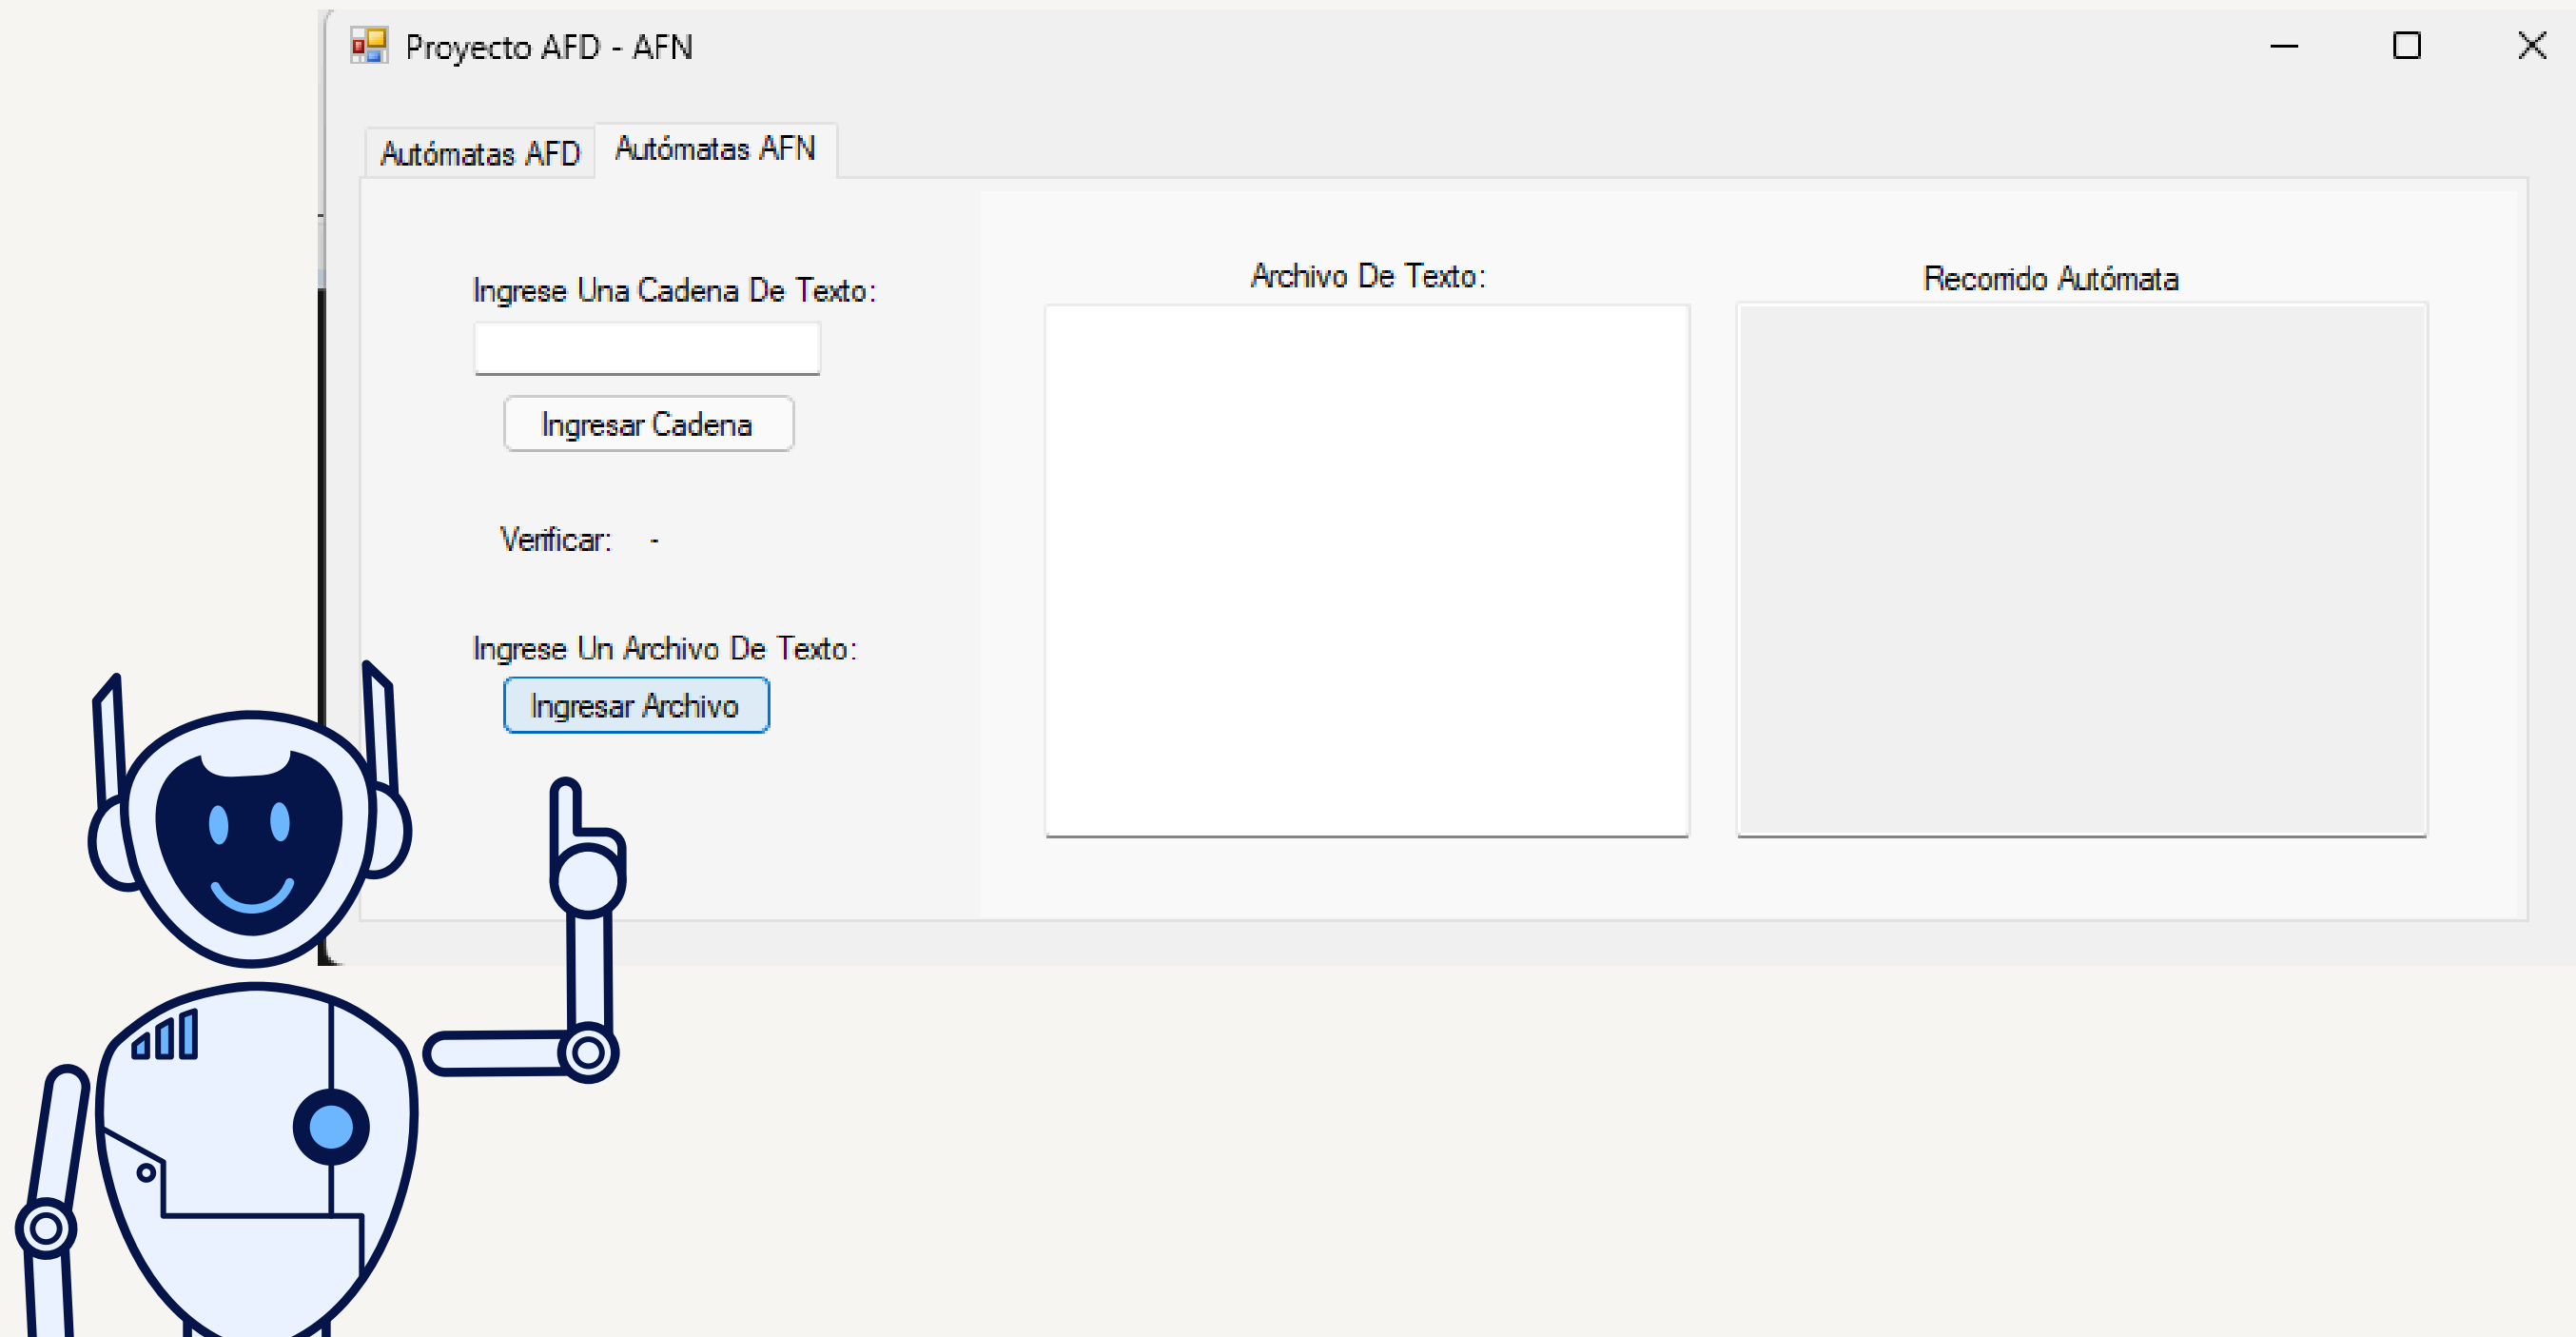 Proyecto AFD - AFN
Autómatas AFD
Autómatas AFN
Ingrese Una Cadena De Texto:
Ingresar Cadena
Verificar: -
Ingrese Un Archivo De Texto:
Ingresar Archivo
Archivo De Texto:
Recorrido Autómata